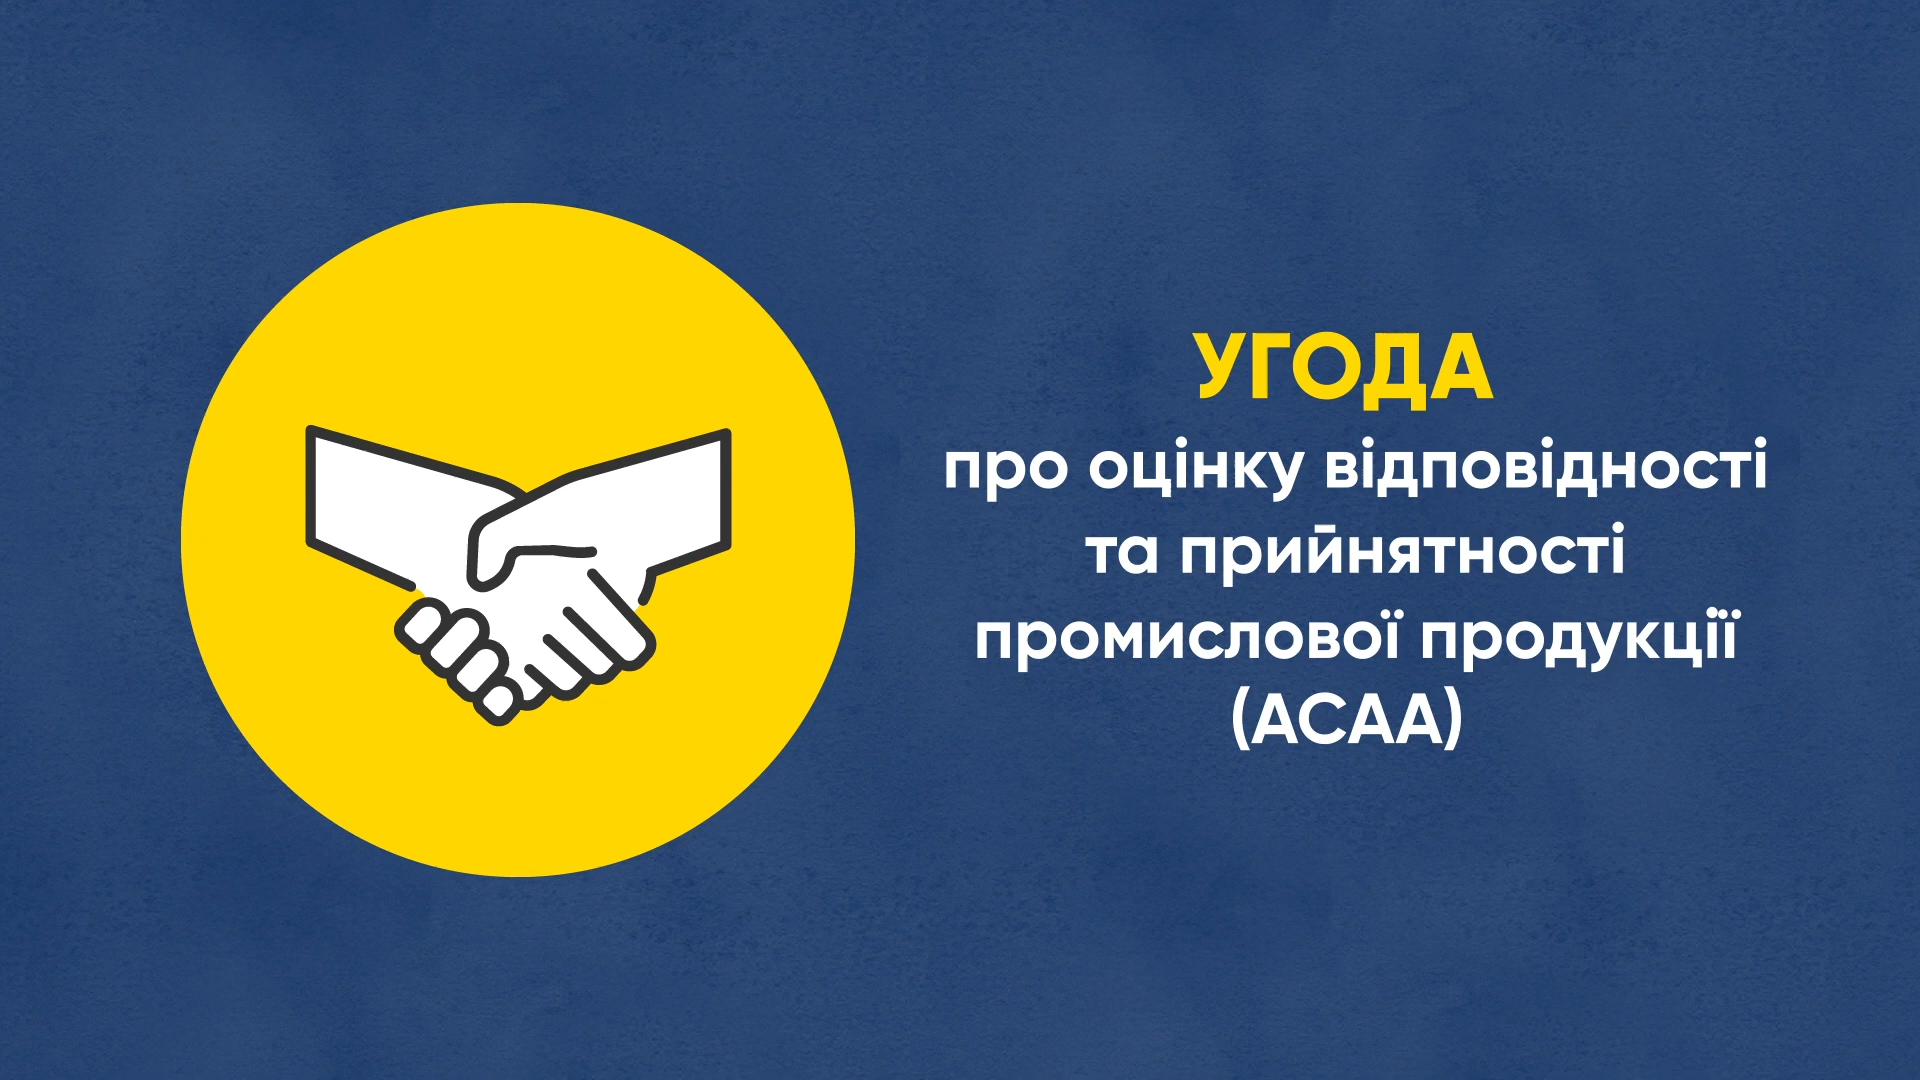 УГОДА
про оцінку відповідності
та прийнятності
промислової продукції
(АСАА)